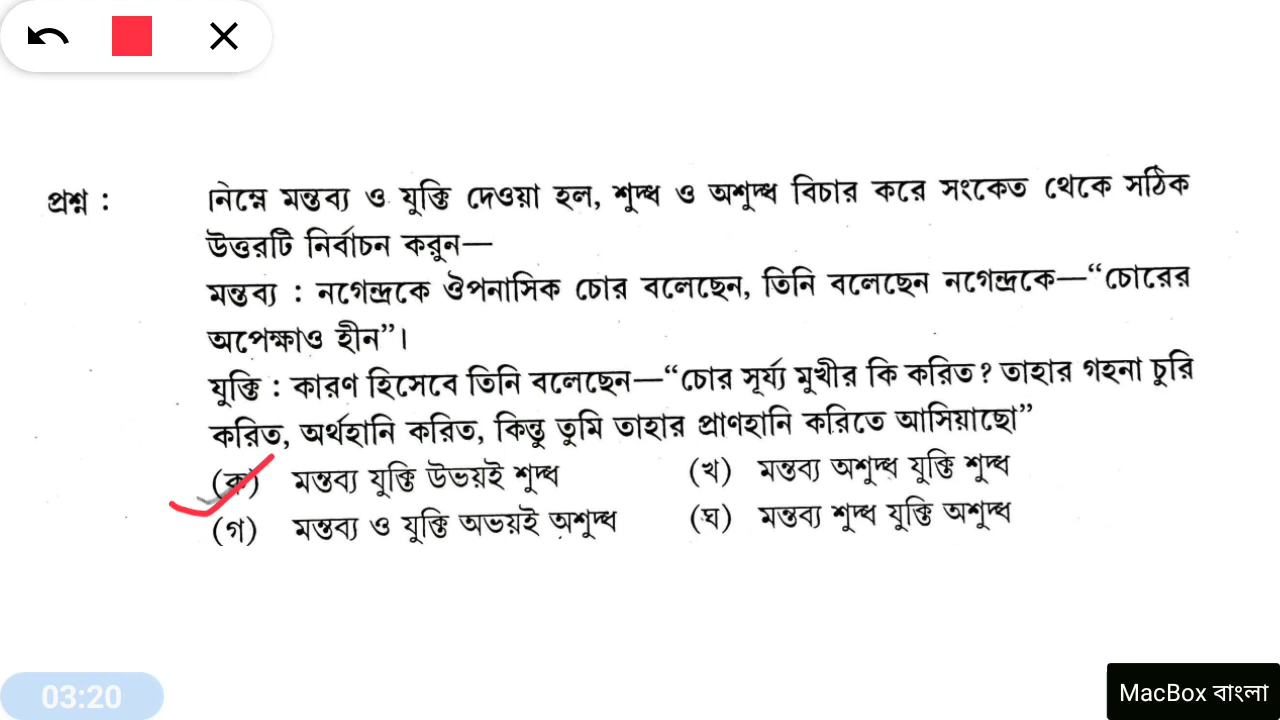 প্রশ্ন : নিম্নে মন্তব্য ও যুক্তি দেওয়া হল, শুদ্ধ ও অশুদ্ধ বিচার করে সংকেত থেকে সঠিক
উত্তরটি নির্বাচন করুন—
মন্তব্য : নগেন্দ্রকে ঔপনাসিক চোর বলেছেন, তিনি বলেছেন নগেন্দ্রকে—“চোরের
অপেক্ষাও হীন”।
যুক্তি : কারণ হিসেবে তিনি বলেছেন—“চোর সূর্য্য মুখীর কি করিত? তাহার গহনা চুরি
করিত, অর্থহানি করিত, কিন্তু তুমি তাহার প্রাণহানি করিতে আসিয়াছো”
(ক) মন্তব্য যুক্তি উভয়ই শুদ্ধ (খ) মন্তব্য অশুদ্ধ যুক্তি শুদ্ধ
(গ) মন্তব্য ও যুক্তি অভয়ই অশুদ্ধ (ঘ) মন্তব্য শুদ্ধ যুক্তি অশুদ্ধ
03:20
MacBox বাংলা